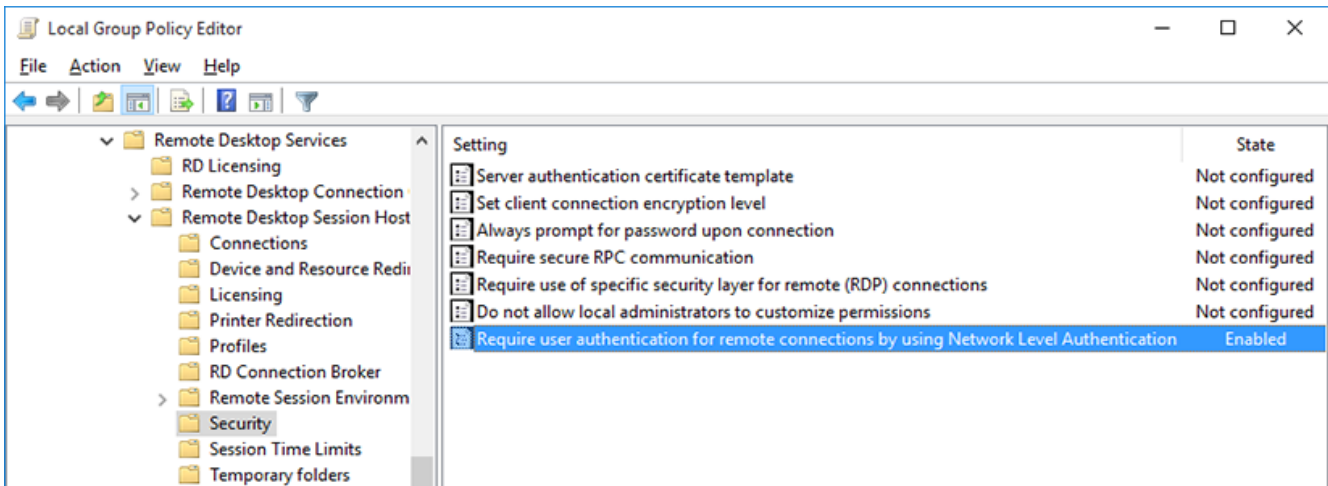 Local Group Policy Editor
File Action View Help
Remote Desktop Services
RD Licensing
Remote Desktop Connection
Remote Desktop Session Host
Connections
Device and Resource Redi
Licensing
Printer Redirection
Profiles
RD Connection Broker
Remote Session Environm
Security
Session Time Limits
Temporary folders
Setting State
Server authentication certificate template Not configured
Set client connection encryption level Not configured
Always prompt for password upon connection Not configured
Require secure RPC communication Not configured
Require use of specific security layer for remote (RDP) connections Not configured
Do not allow local administrators to customize permissions Not configured
Require user authentication for remote connections by using Network Level Authentication Enabled